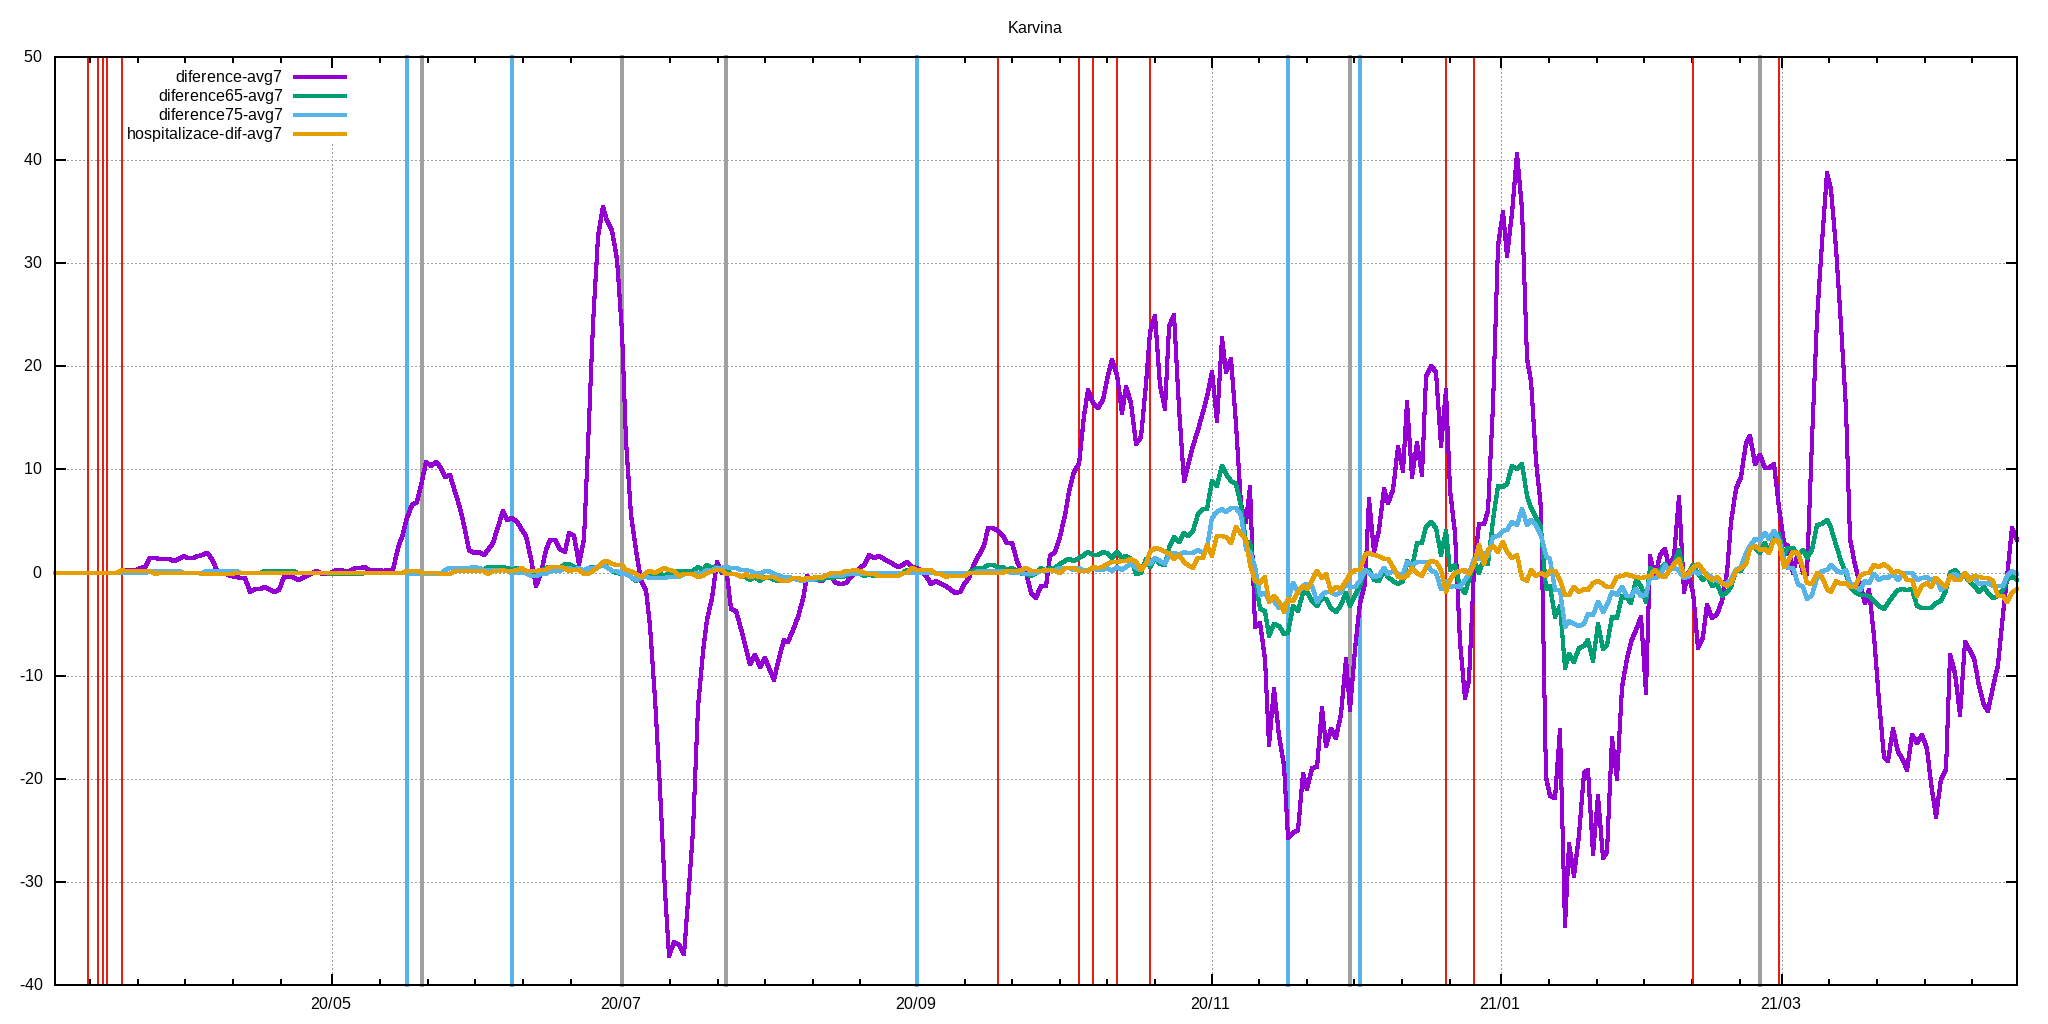 Karvina
diference-avg7
diference65-avg7
diference75-avg7
hospitalizace-dif-avg7
50
40
30
20
10
0
-10
-20
-30
-40
20/05 20/07 20/09 20/11 21/01 21/03